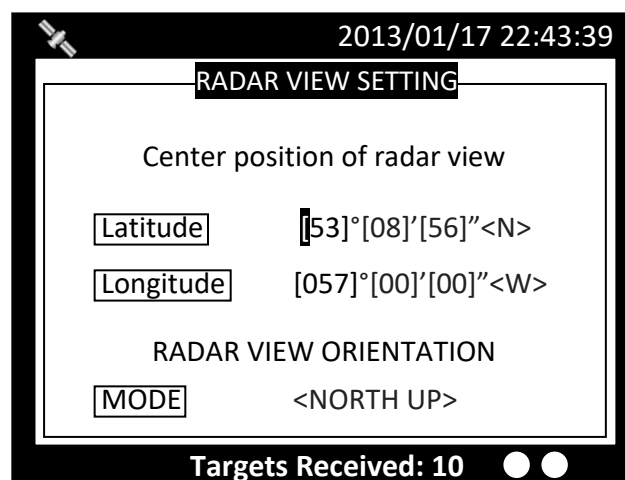 2013/01/17 22:43:39
RADAR VIEW SETTING
Center position of radar view
Latitude [53]°[08]’[56]”<N>
Longitude [057]°[00]’[00]”<W>
RADAR VIEW ORIENTATION
MODE <NORTH UP>
Targets Received: 10